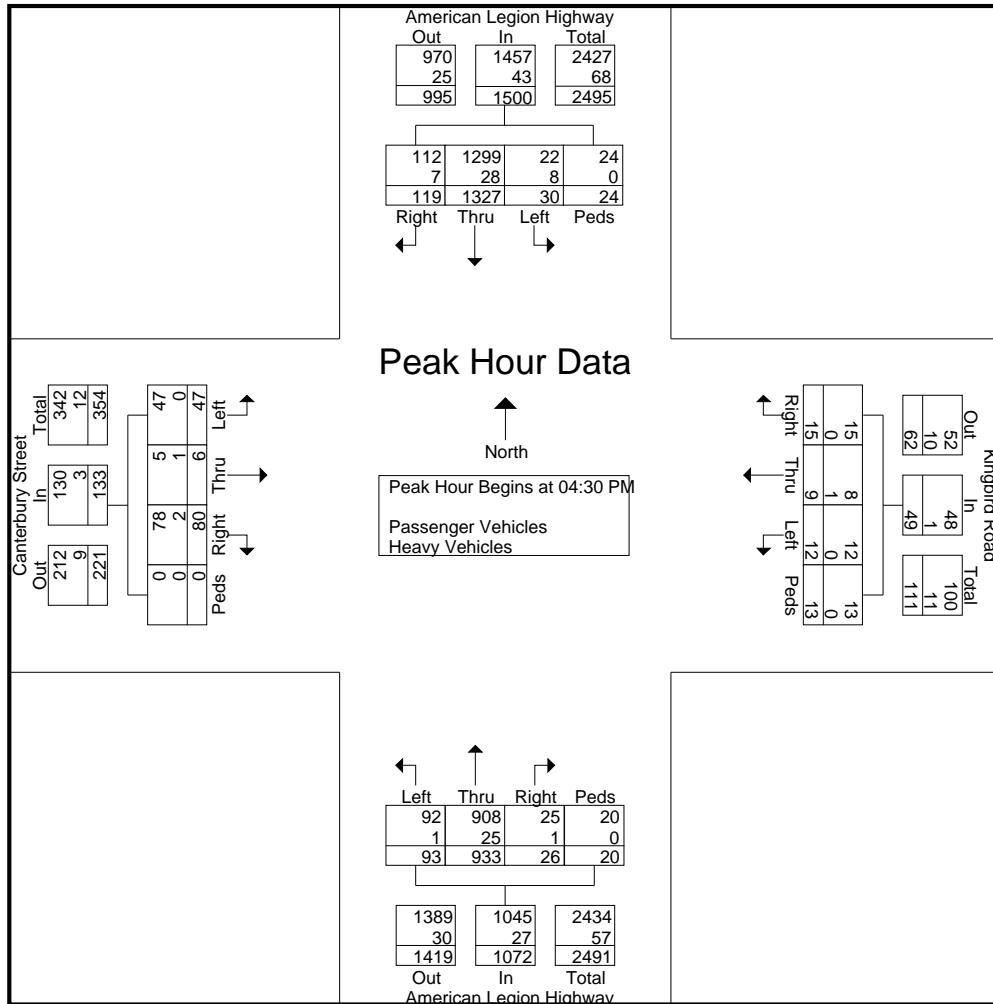 American Legion Highway
Out In Total
970 1457 2427
25 43 68
995 1500 2495
112 1299 22 24
7 28 8 0
119 1327 30 24
Right Thru Left Peds
Peak Hour Data
North
Peak Hour Begins at 04:30 PM
Passenger Vehicles
Heavy Vehicles
Canterbury Street
Out In Total
212 130 342
9 3 12
221 133 354
0 78 5 47
0 2 1 0
0 80 6 47
Peds Right Thru Left
Kingbird Road
Out In Total
52 48 100
10 1 11
62 49 111
15 8 12 13
0 1 0 0
15 9 12 13
Right Thru Left Peds
Left Thru Right Peds
92 908 25 20
1 25 1 0
93 933 26 20
1389 1045 2434
30 27 57
1419 1072 2491
Out In Total
American Legion Highway